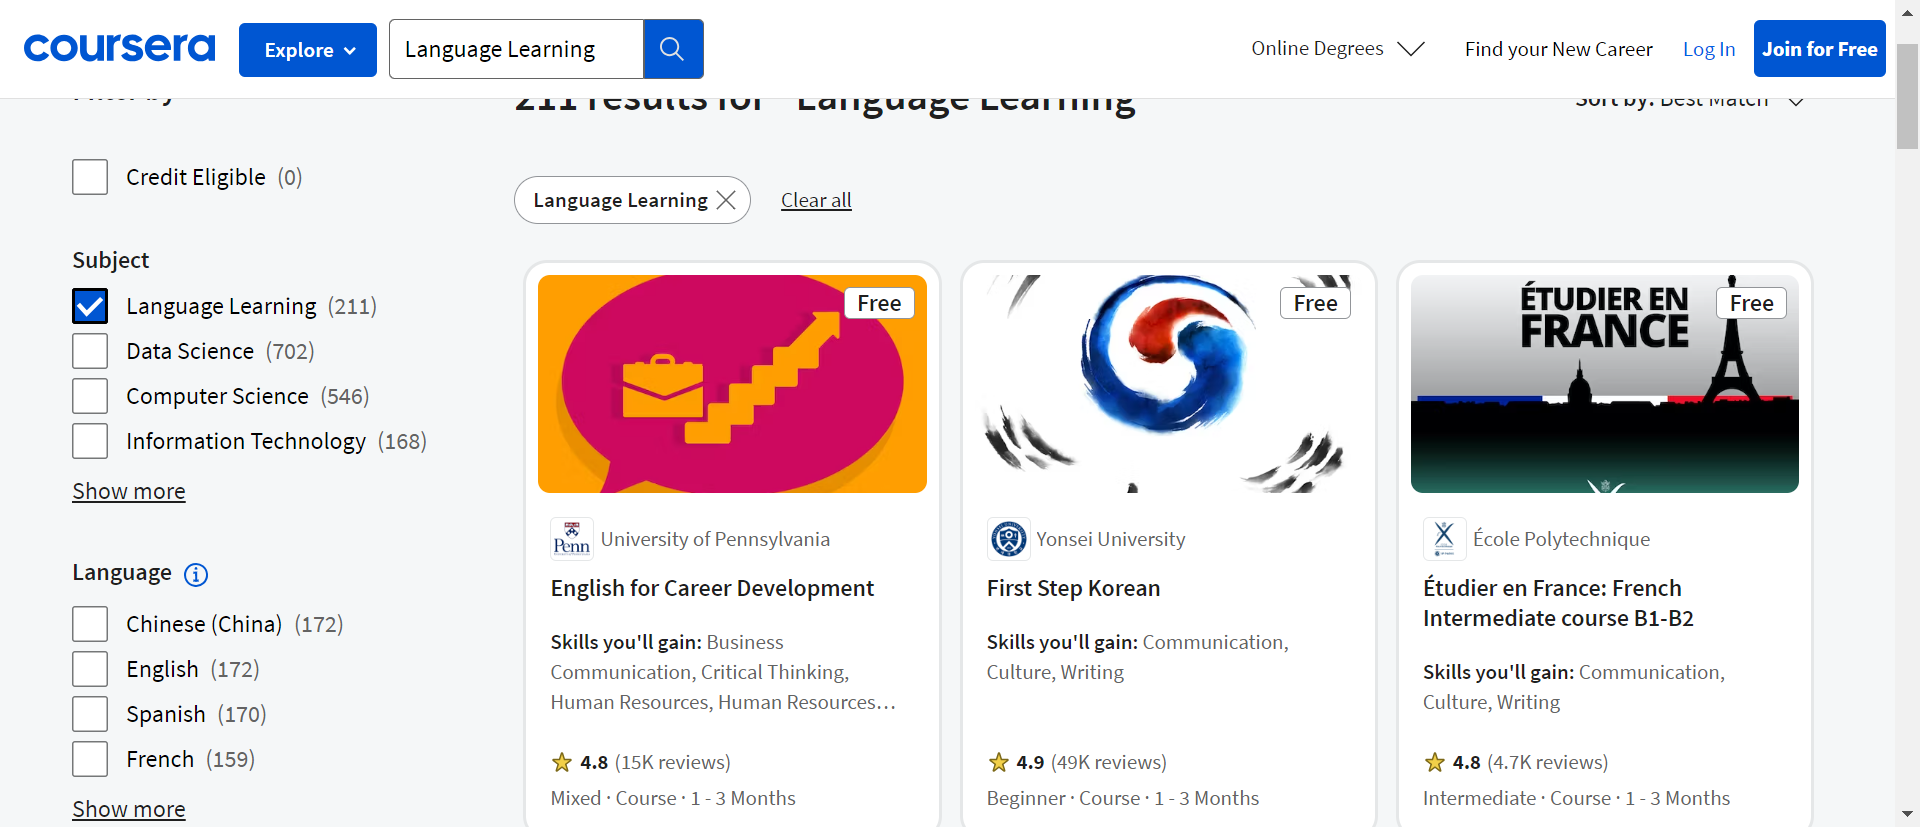 coursera
Explore
Language Learning
Online Degrees
Find your New Career
Log In
Join for Free
Filter by
211 results for "Language Learning
Sort by: Best Match
Credit Eligible (0)
Language Learning
Clear all
Subject
Language Learning (211)
Data Science (702)
Computer Science (546)
Information Technology (168)
Show more
Language
Chinese (China) (172)
English (172)
Spanish (170)
French (159)
Show more
Free
Penn
University of Pennsylvania
English for Career Development
Skills you'll gain: Business
Communication, Critical Thinking,
Human Resources, Human Resources…
4.8 (15K reviews)
Mixed · Course · 1 - 3 Months
Free
Yonsei University
First Step Korean
Skills you'll gain: Communication,
Culture, Writing
4.9 (49K reviews)
Beginner · Course · 1 - 3 Months
ÉTUDIER EN
FRANCE
Free
École Polytechnique
Étudier en France: French
Intermediate course B1-B2
Skills you'll gain: Communication,
Culture, Writing
4.8 (4.7K reviews)
Intermediate · Course · 1 - 3 Months